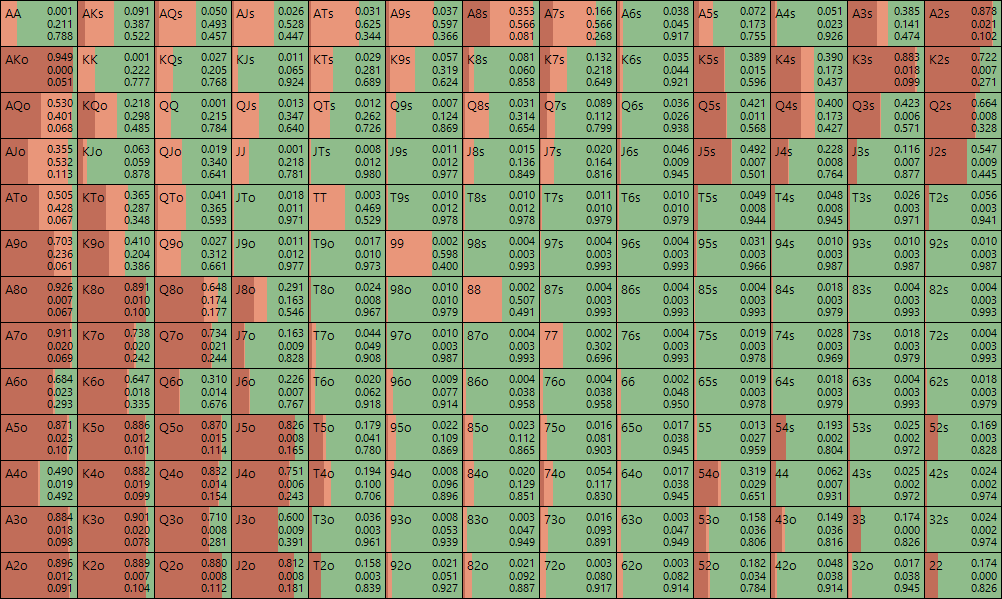 AA 0.001 AKs 0.091 AQs 0.050 AJs 0.026 ATs 0.031 A9s 0.037 A8s 0.353 A7s 0.166 A6s 0.038 A5s 0.072 A4s 0.051 A3s 0.385 A2s 0.878
0.211 0.387 0.493 0.528 0.625 0.597 0.566 0.566 0.045 0.173 0.023 0.141 0.021
0.788 0.522 0.457 0.447 0.344 0.366 0.081 0.268 0.917 0.755 0.926 0.474 0.102
AKo 0.949 KK 0.001 KQs 0.027 KJs 0.011 KTs 0.029 K9s 0.057 K8s 0.081 K7s 0.132 K6s 0.035 K5s 0.389 K4s 0.390 K3s 0.883 K2s 0.722
0.000 0.222 0.205 0.065 0.281 0.319 0.060 0.218 0.044 0.015 0.173 0.018 0.007
0.051 0.777 0.768 0.924 0.689 0.624 0.858 0.649 0.921 0.596 0.437 0.099 0.271
AQo 0.530 KQo 0.218 QQ 0.001 QJs 0.013 QTs 0.012 Q9s 0.007 Q8s 0.031 Q7s 0.089 Q6s 0.036 Q5s 0.421 Q4s 0.400 Q3s 0.423 Q2s 0.664
0.401 0.298 0.215 0.347 0.262 0.124 0.314 0.112 0.026 0.011 0.173 0.006 0.008
0.068 0.485 0.784 0.640 0.726 0.869 0.654 0.799 0.938 0.568 0.427 0.571 0.328
AJo 0.355 KJo 0.063 QJo 0.019 JJ 0.001 JTs 0.008 J9s 0.011 J8s 0.015 J7s 0.020 J6s 0.046 J5s 0.492 J4s 0.228 J3s 0.116 J2s 0.547
0.532 0.059 0.340 0.218 0.012 0.012 0.136 0.164 0.009 0.007 0.008 0.007 0.009
0.113 0.878 0.641 0.781 0.980 0.977 0.849 0.816 0.945 0.501 0.764 0.877 0.445
ATo 0.505 KTo 0.365 QTo 0.041 JTo 0.018 TT 0.003 T9s 0.010 T8s 0.010 T7s 0.011 T6s 0.010 T5s 0.049 T4s 0.048 T3s 0.026 T2s 0.056
0.428 0.287 0.365 0.011 0.469 0.012 0.012 0.010 0.010 0.008 0.008 0.003 0.003
0.067 0.348 0.593 0.971 0.529 0.978 0.978 0.979 0.979 0.944 0.945 0.971 0.941
A9o 0.703 K9o 0.410 Q9o 0.027 J9o 0.011 T9o 0.017 99 0.002 98s 0.004 97s 0.004 96s 0.004 95s 0.031 94s 0.010 93s 0.010 92s 0.010
0.236 0.204 0.312 0.012 0.010 0.598 0.003 0.003 0.003 0.003 0.003 0.003 0.003
0.061 0.386 0.661 0.977 0.973 0.400 0.993 0.993 0.993 0.966 0.987 0.987 0.987
A8o 0.926 K8o 0.891 Q8o 0.648 J8o 0.291 T8o 0.024 98o 0.010 88 0.002 87s 0.004 86s 0.004 85s 0.004 84s 0.018 83s 0.004 82s 0.004
0.007 0.010 0.174 0.163 0.008 0.010 0.507 0.003 0.003 0.003 0.003 0.003 0.003
0.067 0.100 0.177 0.546 0.967 0.979 0.491 0.993 0.993 0.993 0.979 0.993 0.993
A7o 0.911 K7o 0.738 Q7o 0.734 J7o 0.163 T7o 0.044 97o 0.010 87o 0.004 77 0.002 76s 0.004 75s 0.019 74s 0.028 73s 0.018 72s 0.004
0.020 0.020 0.021 0.009 0.049 0.003 0.003 0.302 0.003 0.003 0.003 0.003 0.003
0.069 0.242 0.244 0.828 0.908 0.987 0.993 0.696 0.993 0.978 0.969 0.979 0.993
A6o 0.684 K6o 0.647 Q6o 0.310 J6o 0.226 T6o 0.020 96o 0.009 86o 0.004 76o 0.004 66 0.002 65s 0.019 64s 0.018 63s 0.004 62s 0.018
0.023 0.018 0.014 0.007 0.062 0.077 0.038 0.038 0.048 0.003 0.003 0.003 0.003
0.293 0.335 0.676 0.767 0.918 0.914 0.958 0.958 0.950 0.978 0.979 0.993 0.979
A5o 0.871 K5o 0.886 Q5o 0.870 J5o 0.826 T5o 0.179 95o 0.022 85o 0.023 75o 0.016 65o 0.017 55 0.013 54s 0.193 53s 0.025 52s 0.169
0.023 0.012 0.015 0.008 0.041 0.109 0.112 0.081 0.038 0.027 0.002 0.002 0.003
0.107 0.101 0.114 0.165 0.780 0.869 0.865 0.903 0.945 0.959 0.804 0.972 0.828
A4o 0.490 K4o 0.882 Q4o 0.832 J4o 0.751 T4o 0.194 94o 0.008 84o 0.020 74o 0.054 64o 0.017 54o 0.319 44 0.062 43s 0.025 42s 0.024
0.019 0.019 0.014 0.006 0.100 0.096 0.129 0.117 0.038 0.029 0.007 0.002 0.002
0.492 0.099 0.154 0.243 0.706 0.896 0.851 0.830 0.945 0.651 0.931 0.972 0.974
A3o 0.884 K3o 0.901 Q3o 0.710 J3o 0.600 T3o 0.036 93o 0.008 83o 0.003 73o 0.016 63o 0.003 53o 0.158 43o 0.149 33 0.174 32s 0.024
0.018 0.020 0.008 0.009 0.003 0.053 0.047 0.093 0.047 0.036 0.036 0.000 0.002
0.098 0.078 0.281 0.391 0.961 0.939 0.949 0.891 0.949 0.806 0.816 0.826 0.974
A2o 0.896 K2o 0.889 Q2o 0.880 J2o 0.812 T2o 0.158 92o 0.021 82o 0.021 72o 0.003 62o 0.003 52o 0.182 42o 0.048 32o 0.017 22 0.174
0.012 0.007 0.008 0.008 0.003 0.051 0.092 0.080 0.082 0.034 0.038 0.038 0.000
0.091 0.104 0.112 0.181 0.839 0.927 0.887 0.917 0.914 0.784 0.914 0.945 0.826